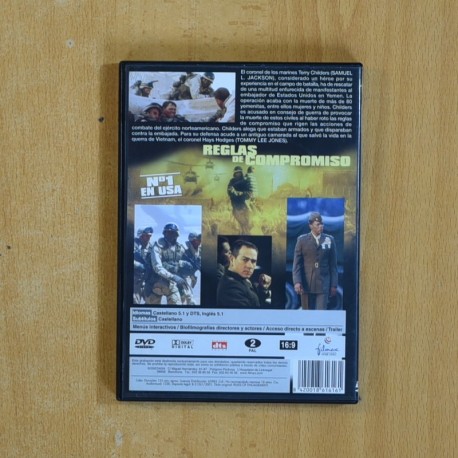 El coronel de los marines Terry Childers (SAMUEL
L. JACKSON), considerado un héroe por su
experiencia en el campo de batalla, ha de rescatar
de una multitud enfurecida de manifestantes al
embajador de Estados Unidos en Yemen. La
operación acaba con la muerte de más de 80
yemenitas, entre ellos mujeres y niños. Childers
es acusado en consejo de guerra de provocar
la muerte de estos civiles al haber roto las reglas
de compromiso que rigen las acciones de
combate del ejército norteamericano. Childers alega que estaban armados y que disparaban
contra la embajada. Para su defensa acude a un antiguo camarada al que salvó la vida en la
guerra de Vietnam, el coronel Hays Hodges (TOMMY LEE JONES).
REGLAS
DE COMPROMISO
Nº1
EN USA
Idiomas Castellano 5.1 y DTS, Inglés 5.1
Subtítulos Castellano
Menús interactivos / Biofilmografías directores y actores / Acceso directo a escenas / Trailer.
DVD
DOLBY
DIGITAL
dts
2
PAL
16:9
filmax